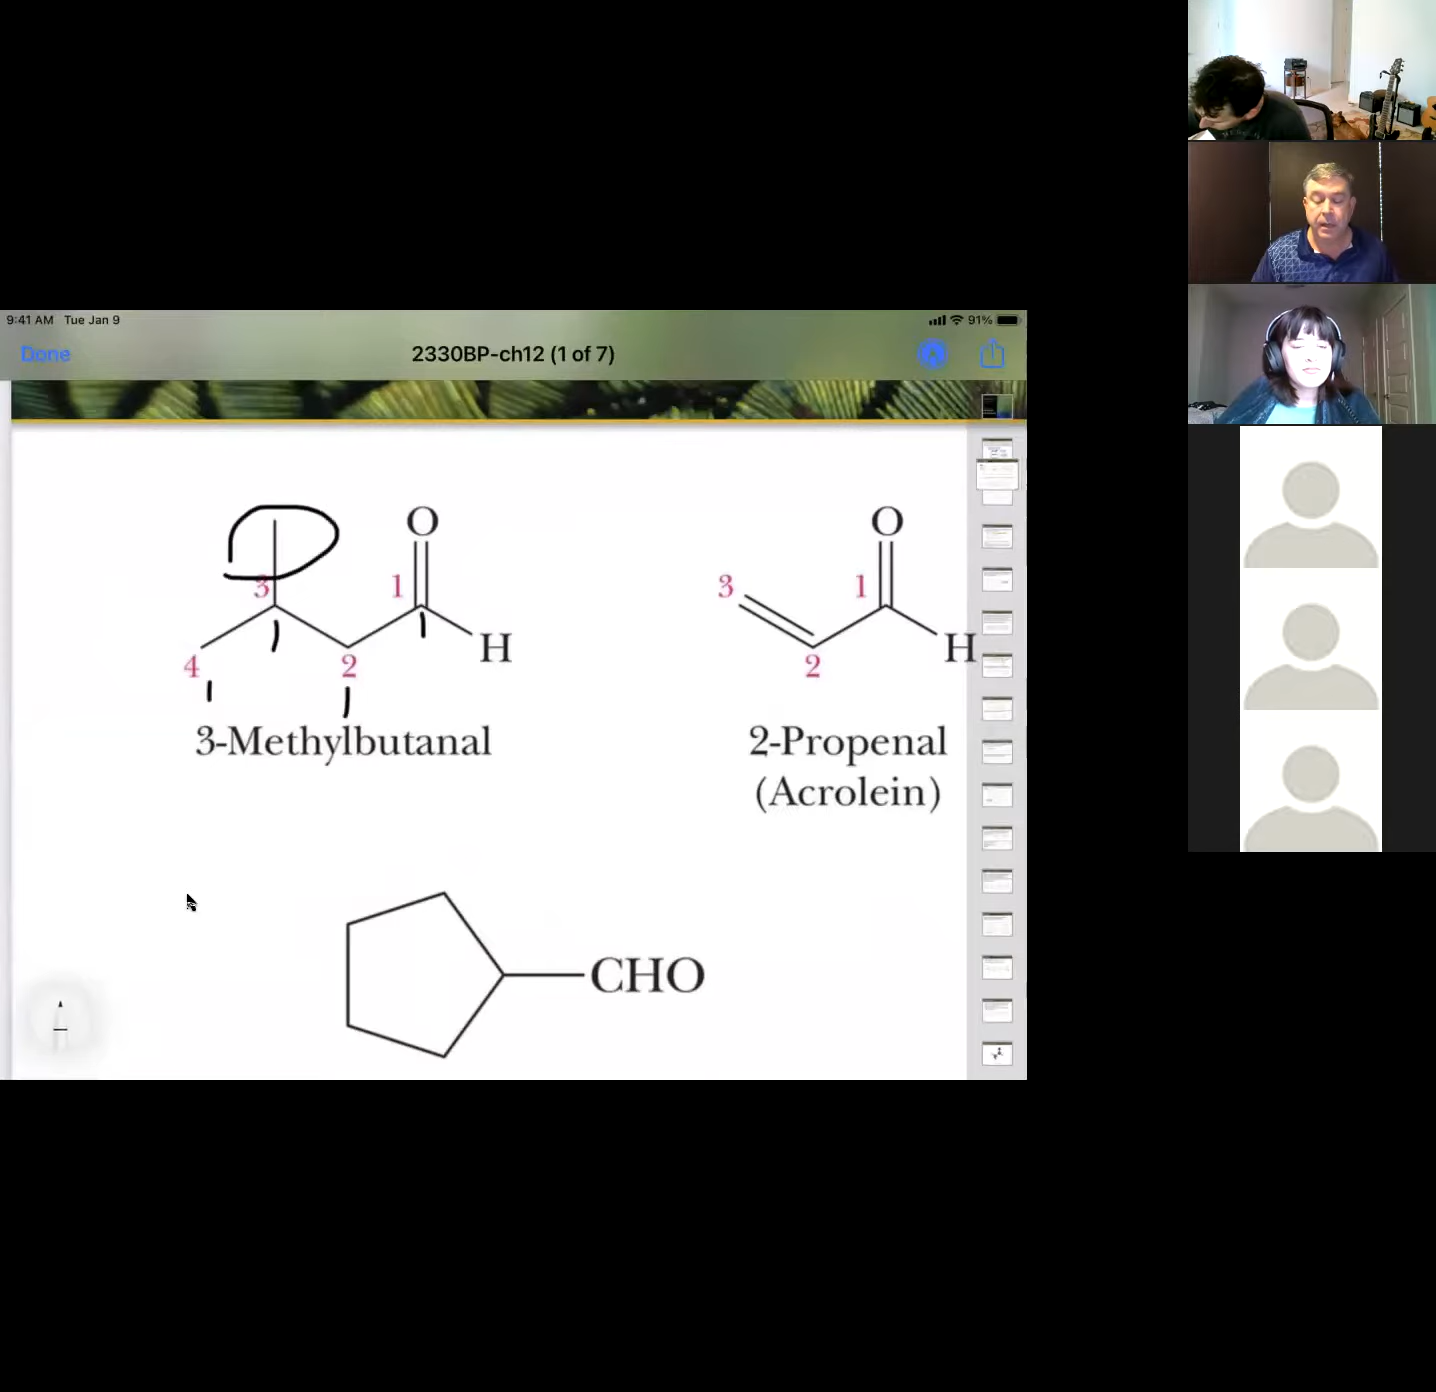 9:41 AM Tue Jan 9
91%
Done
2330BP-ch12 (1 of 7)
O
O
3
1
3
1
H
H
4
2
2
3-Methylbutanal
2-Propenal
(Acrolein)
CHO